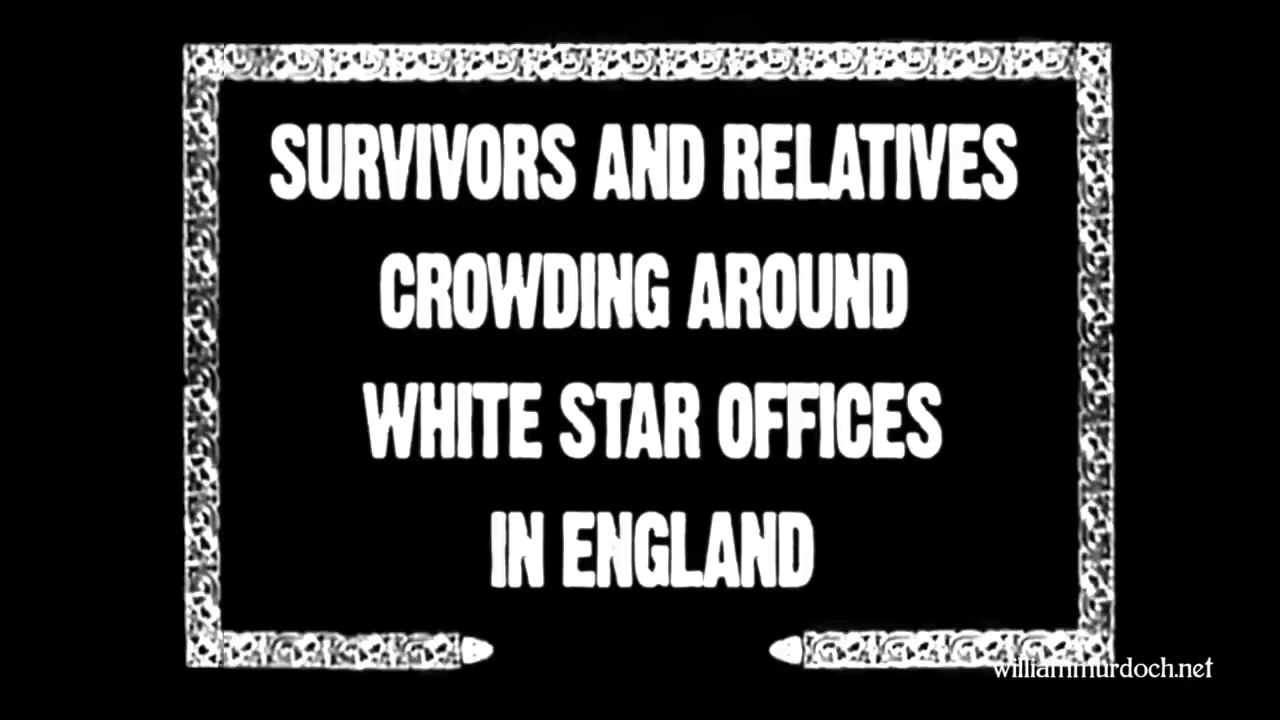 SURVIVORS AND RELATIVES
CROWDING AROUND
WHITE STAR OFFICES
IN ENGLAND
williammurdoch.net